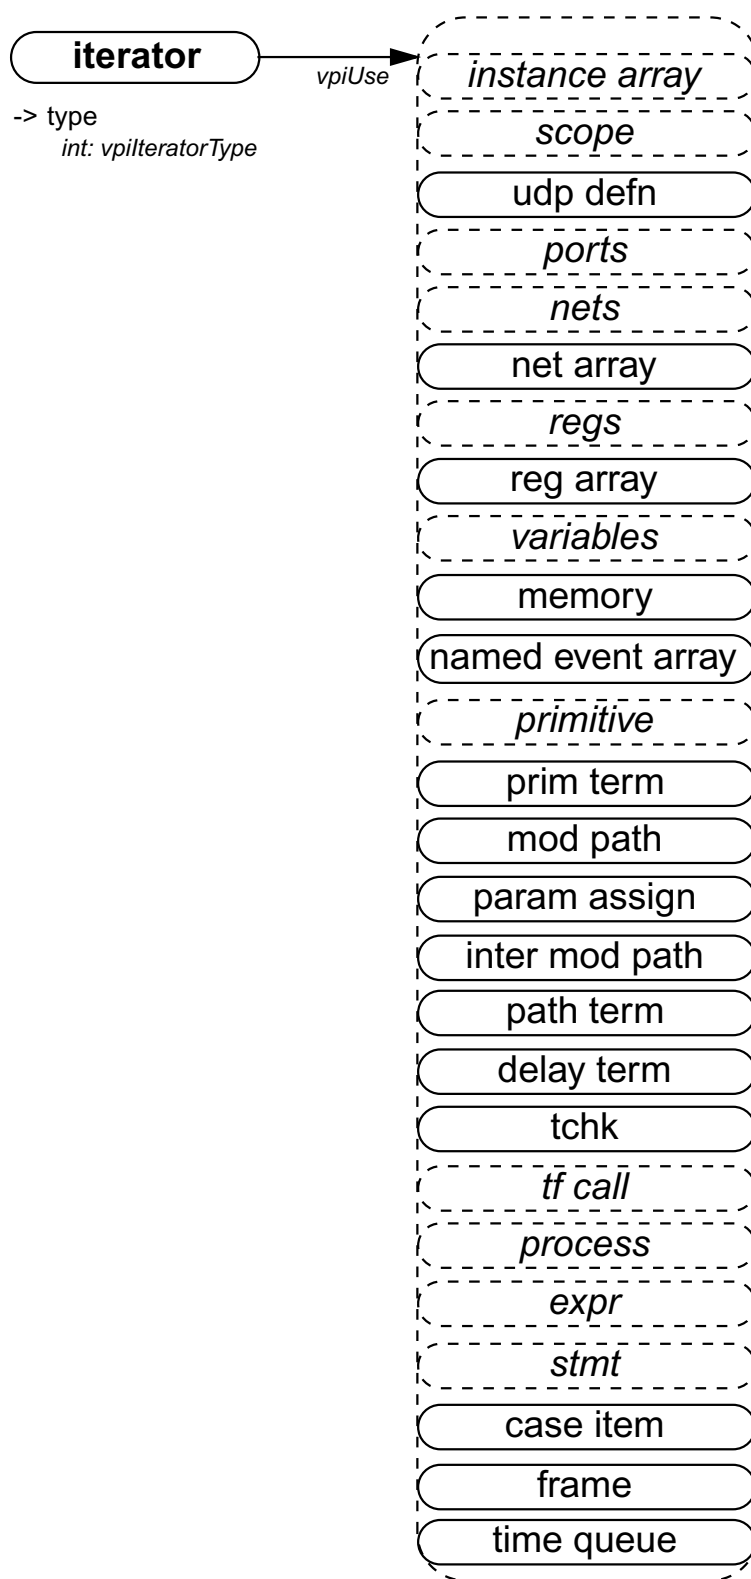 iterator
vpiUse
-> type
int: vpiIteratorType
instance array
scope
udp defn
ports
nets
net array
regs
reg array
variables
memory
named event array
primitive
prim term
mod path
param assign
inter mod path
path term
delay term
tchk
tf call
process
expr
stmt
case item
frame
time queue